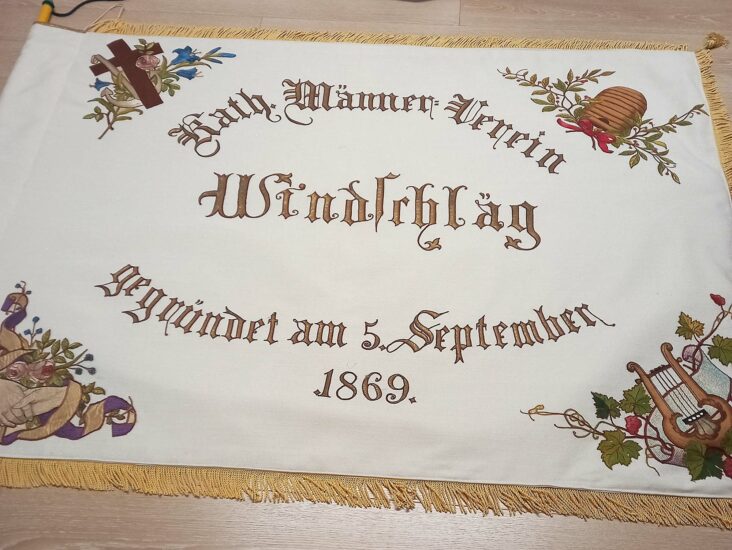 Kath. Männer-Verein
Windſchläg
gegründet am 5. September
1869.